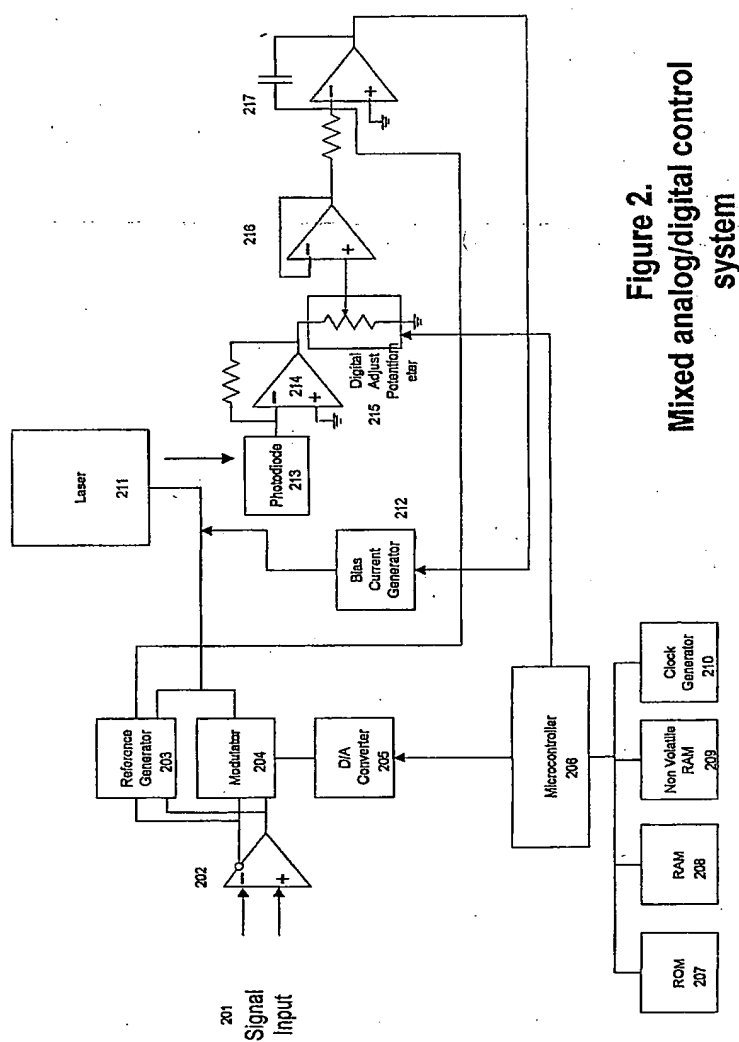 Laser
211
Photodiode
213
214
Digital
Adjust
Potentiom
eter
215
216
217
Bias
Current
Generator
212
Reference
Generator
203
Modulator
204
D/A
Converter
205
202
201
Signal
Input
Microcontroller
206
ROM
207
RAM
208
Non Volatile
RAM
209
Clock
Generator
210
Figure 2.
Mixed analog/digital control
system